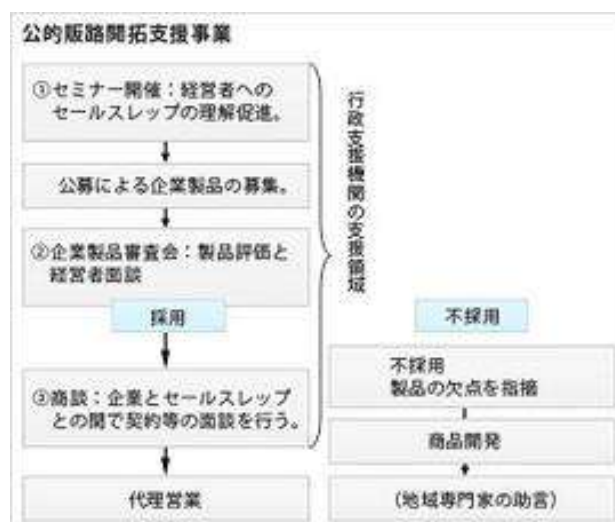 公的販路開拓支援事業
①セミナー開催：経営者への
セールスレップの理解促進。
公募による企業製品の募集。
②企業製品審査会：製品評価と
経営者面談
採用
③商談：企業とセールスレップ
との間で契約等の面談を行う。
代理営業
行政支援機関の支援領域
不採用
不採用
製品の欠点を指摘
商品開発
（地域専門家の助言）